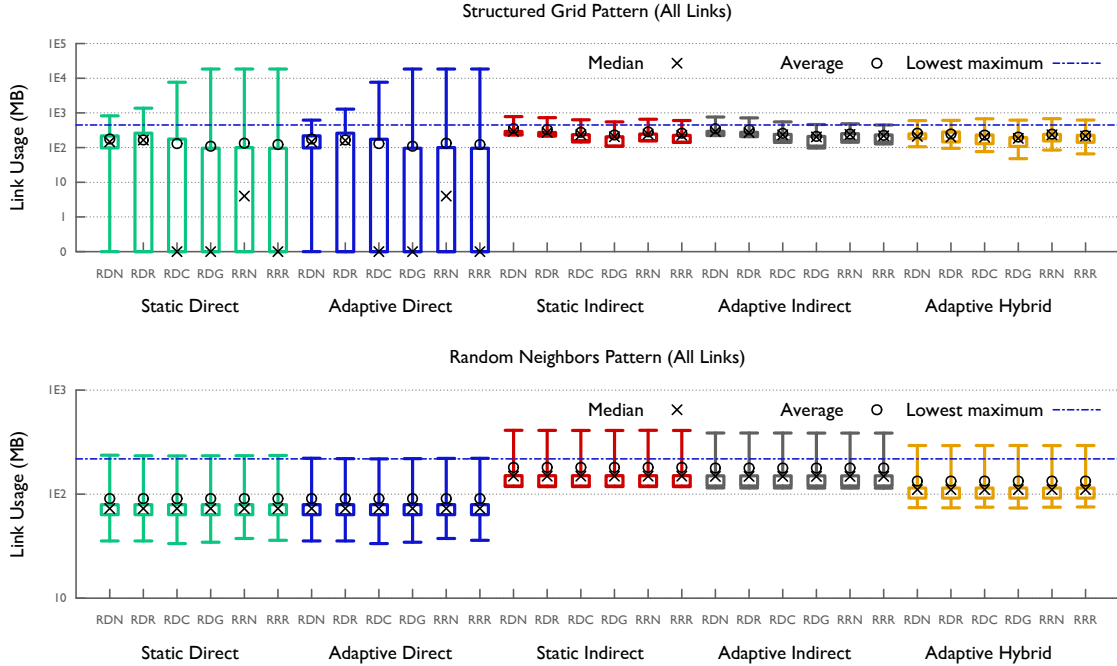 Structured Grid Pattern (All Links)
Link Usage (MB)
1E5
1E4
1E3
1E2
10
1
0
Median Average Lowest maximum
RDN RDR RDC RDG RRN RRR RDN RDR RDC RDG RRN RRR RDN RDR RDC RDG RRN RRR RDN RDR RDC RDG RRN RRR RDN RDR RDC RDG RRN RRR
Static Direct Adaptive Direct Static Indirect Adaptive Indirect Adaptive Hybrid
Random Neighbors Pattern (All Links)
Link Usage (MB)
1E3
1E2
10
Median Average Lowest maximum
RDN RDR RDC RDG RRN RRR RDN RDR RDC RDG RRN RRR RDN RDR RDC RDG RRN RRR RDN RDR RDC RDG RRN RRR RDN RDR RDC RDG RRN RRR
Static Direct Adaptive Direct Static Indirect Adaptive Indirect Adaptive Hybrid